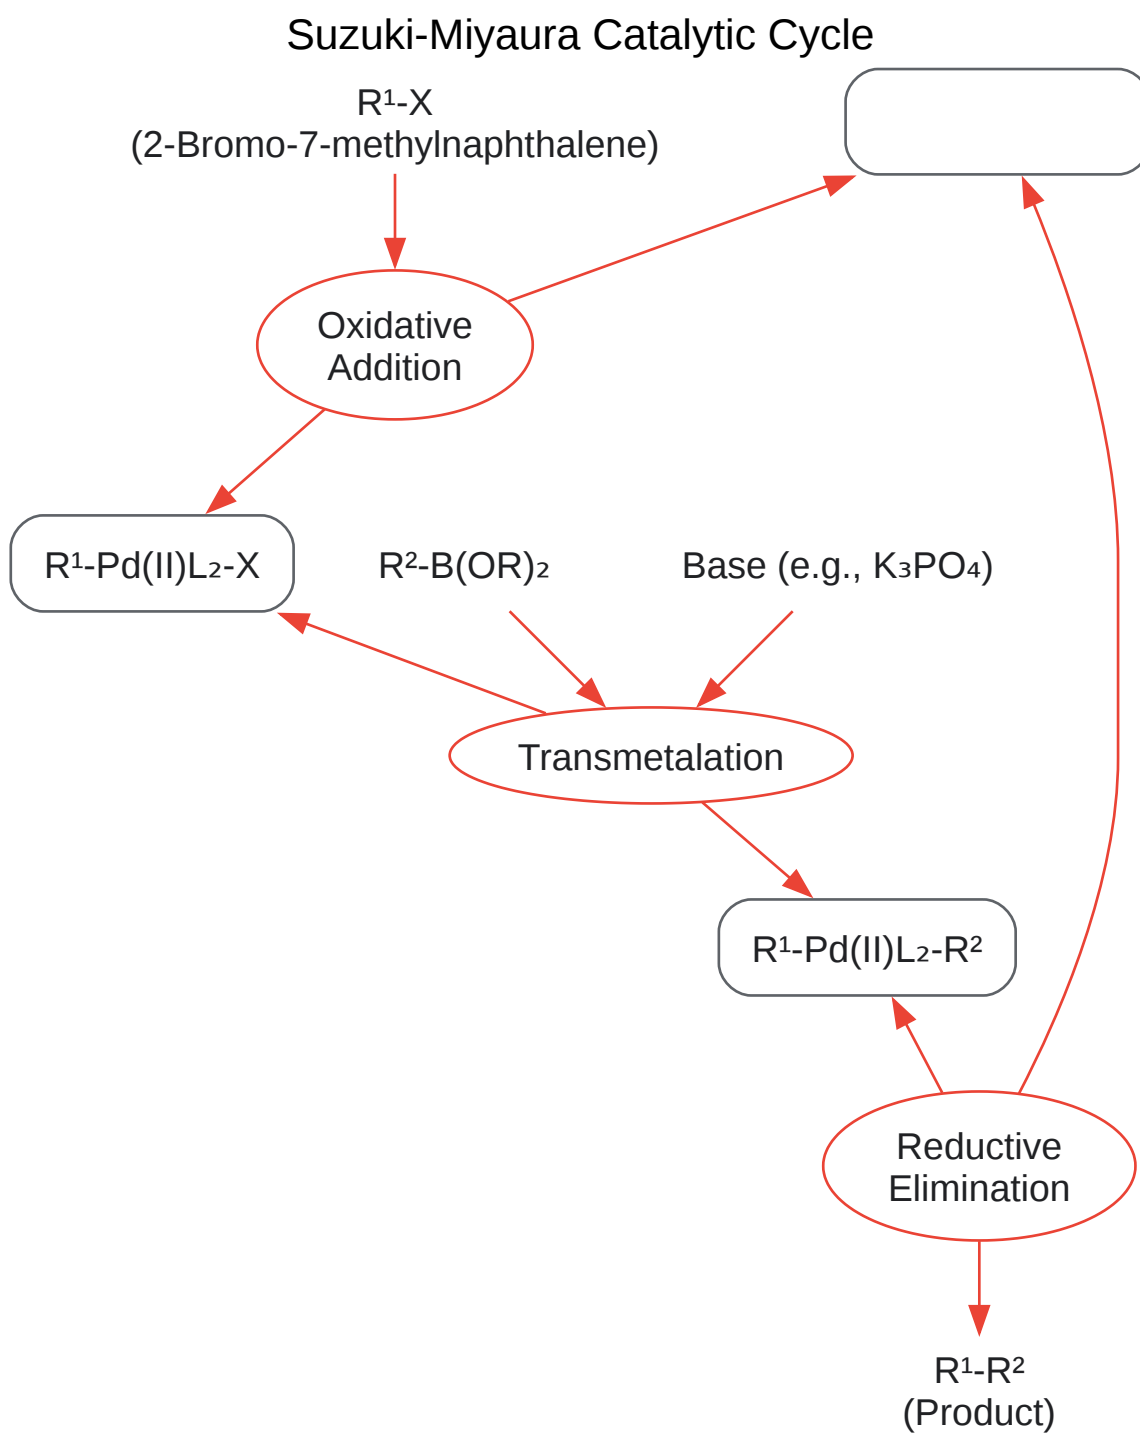 Suzuki-Miyaura Catalytic Cycle
R¹-X
(2-Bromo-7-methylnaphthalene)
Oxidative
Addition
R¹-Pd(II)L₂-X
R²-B(OR)₂
Base (e.g., K₃PO₄)
Transmetalation
R¹-Pd(II)L₂-R²
Reductive
Elimination
R¹-R²
(Product)